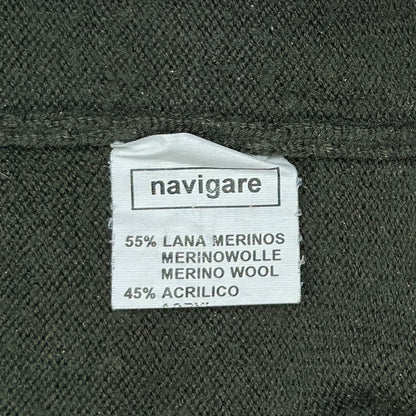 navigare
55% LANA MERINOS
MERINOWOLLE
MERINO WOOL
45% ACRILICO